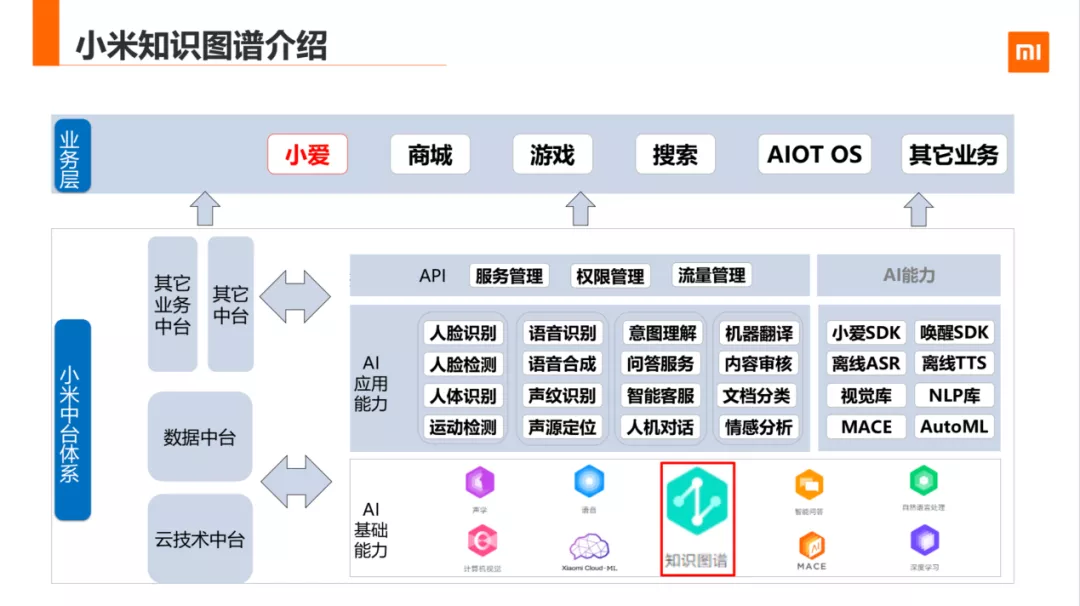 小米知识图谱介绍
mi
业务层
小爱
商城
游戏
搜索
AIOT OS
其它业务
小米中台体系
其它业务中台
其它中台
数据中台
云技术中台
API
服务管理
权限管理
流量管理
AI能力
AI应用能力
人脸识别
语音识别
意图理解
机器翻译
人脸检测
语音合成
问答服务
内容审核
人体识别
声纹识别
智能客服
文档分类
运动检测
声源定位
人机对话
情感分析
小爱SDK
唤醒SDK
离线ASR
离线TTS
视觉库
NLP库
MACE
AutoML
AI基础能力
声学
语音
知识图谱
智能问答
自然语言处理
计算机视觉
Xiaomi Cloud-ML
AI
MACE
深度学习